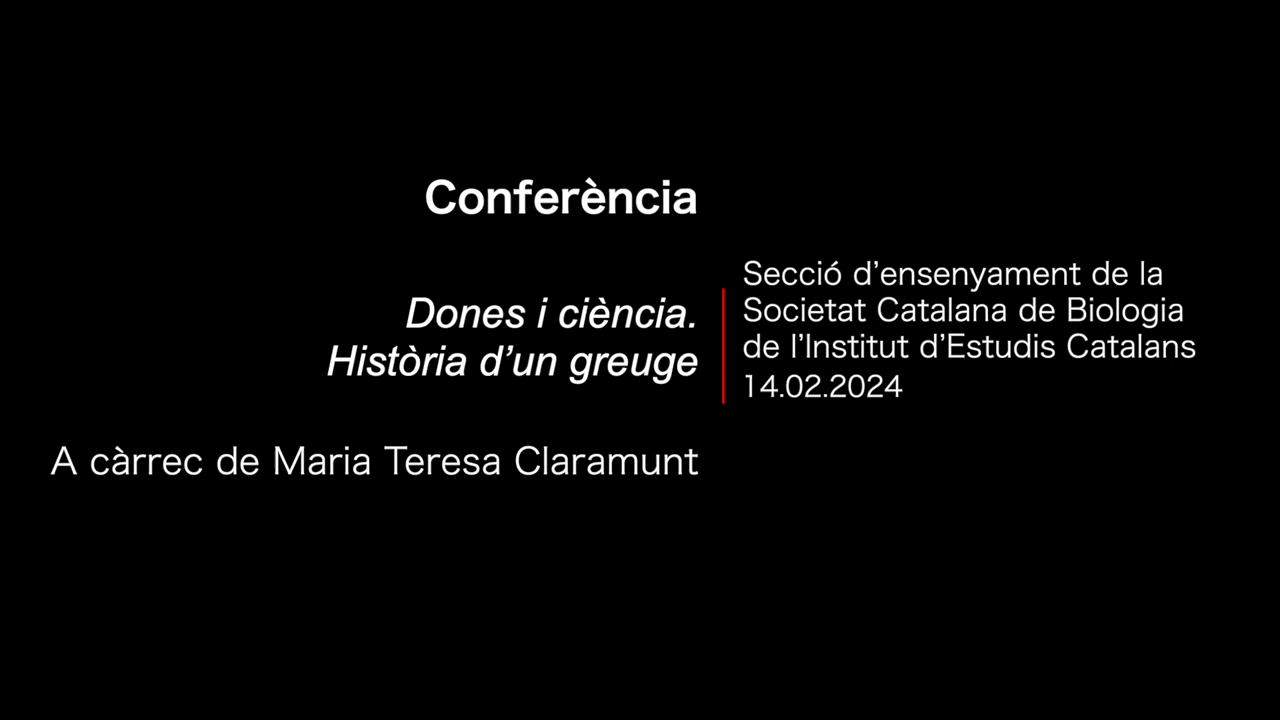 Conferència
Dones i ciència.
Història d’un greuge
A càrrec de Maria Teresa Claramunt
Secció d’ensenyament de la
Societat Catalana de Biologia
de l’Institut d’Estudis Catalans
14.02.2024